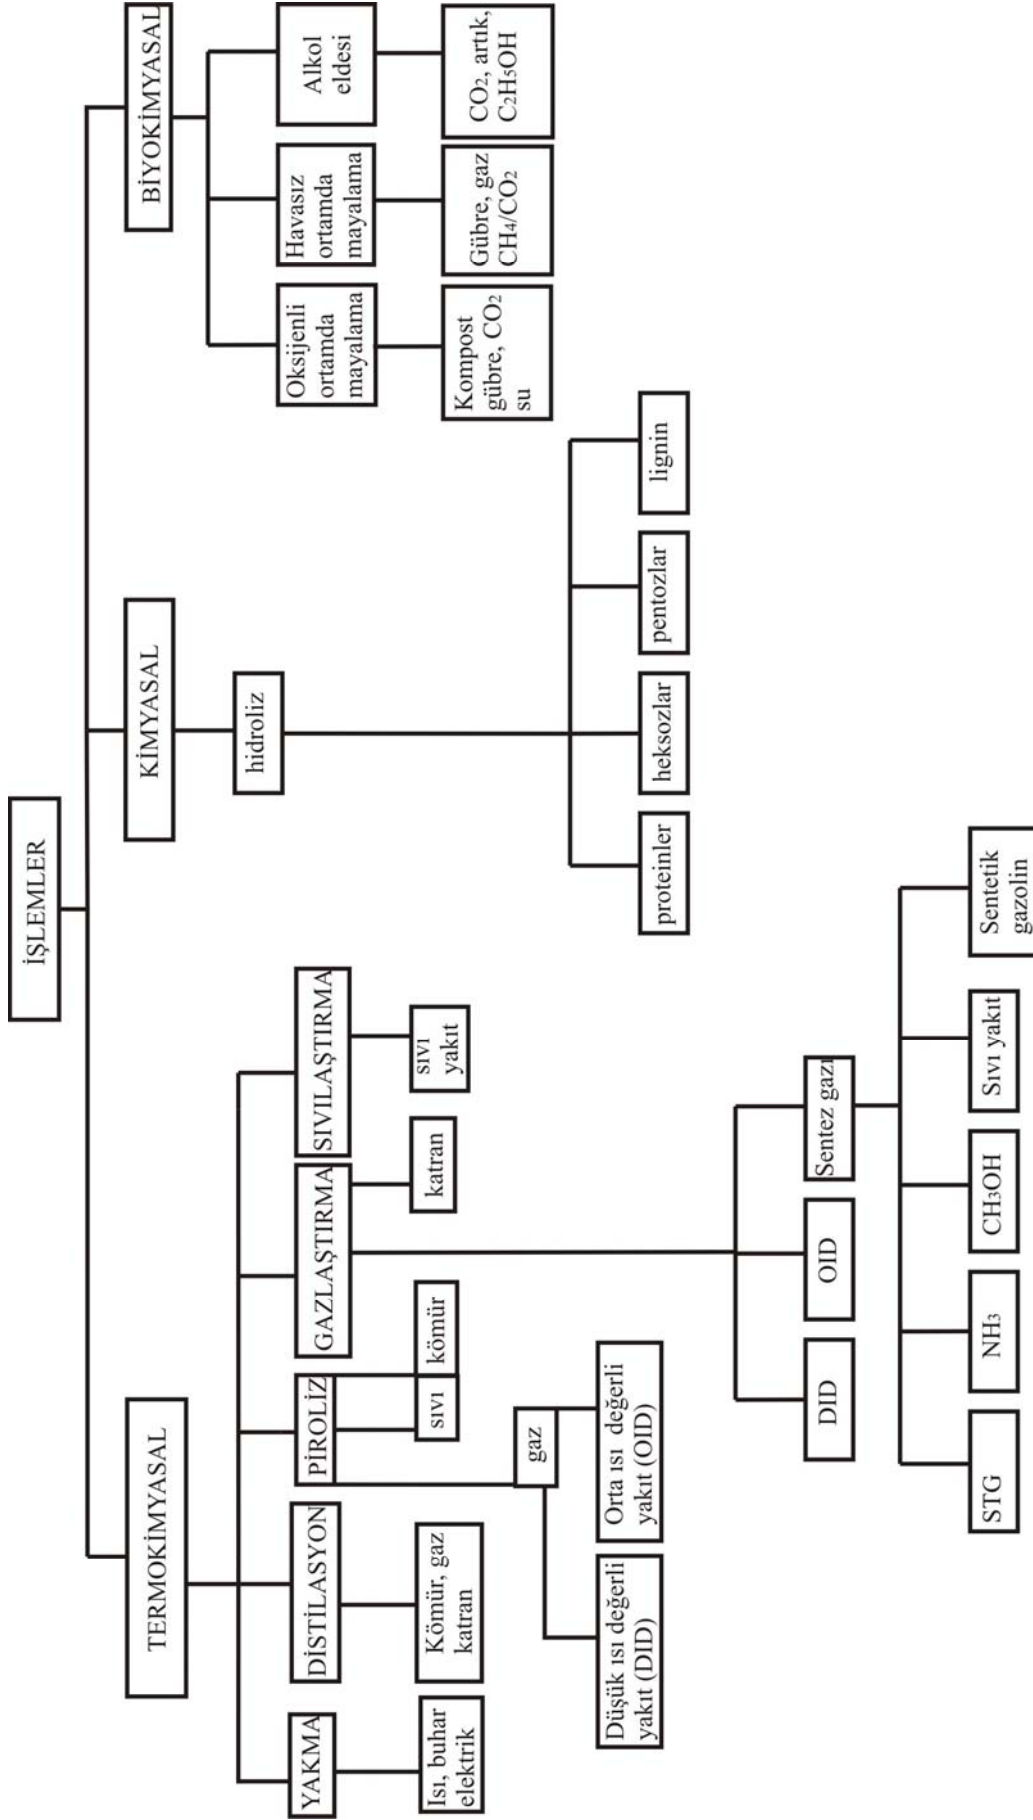 İŞLEMLER
TERMOKİMYASAL
KİMYASAL
BİYOKİMYASAL
YAKMA
DİSTİLASYON
PİROLİZ
GAZLAŞTIRMA
SIVILAŞTIRMA
hidroliz
Oksijenli
ortamda
mayalama
Havasız
ortamda
mayalama
Alkol
eldesi
Isı, buhar
elektrik
Kömür, gaz
katran
sıvı
kömür
katran
sıvı
yakıt
Kompost
gübre, CO2
su
Gübre, gaz
CH4/CO2
CO2, artık,
C2H5OH
gaz
Düşük ısı değerli
yakıt (DID)
Orta ısı değerli
yakıt (OID)
proteinler
heksozlar
pentozlar
lignin
DID
OID
Sentez gazı
STG
NH3
CH3OH
Sıvı yakıt
Sentetik
gazolin